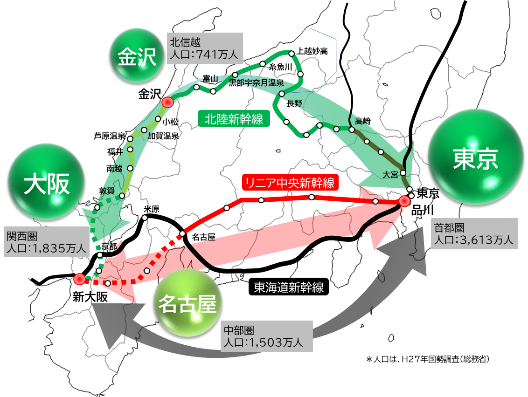 北信越
人口：741万人
金沢
上越妙高
糸魚川
富山
黒部宇奈月温泉
金沢
長野
小松
北陸新幹線
高崎
芦原温泉
加賀温泉
福井
南越
東京
大阪
大宮
リニア中央新幹線
敦賀
東京
品川
米原
首都圏
人口：3,613万人
関西圏
人口：1,835万人
京都
名古屋
新大阪
名古屋
東海道新幹線
中部圏
人口：1,503万人
＊人口は、H27年国勢調査（総務省）